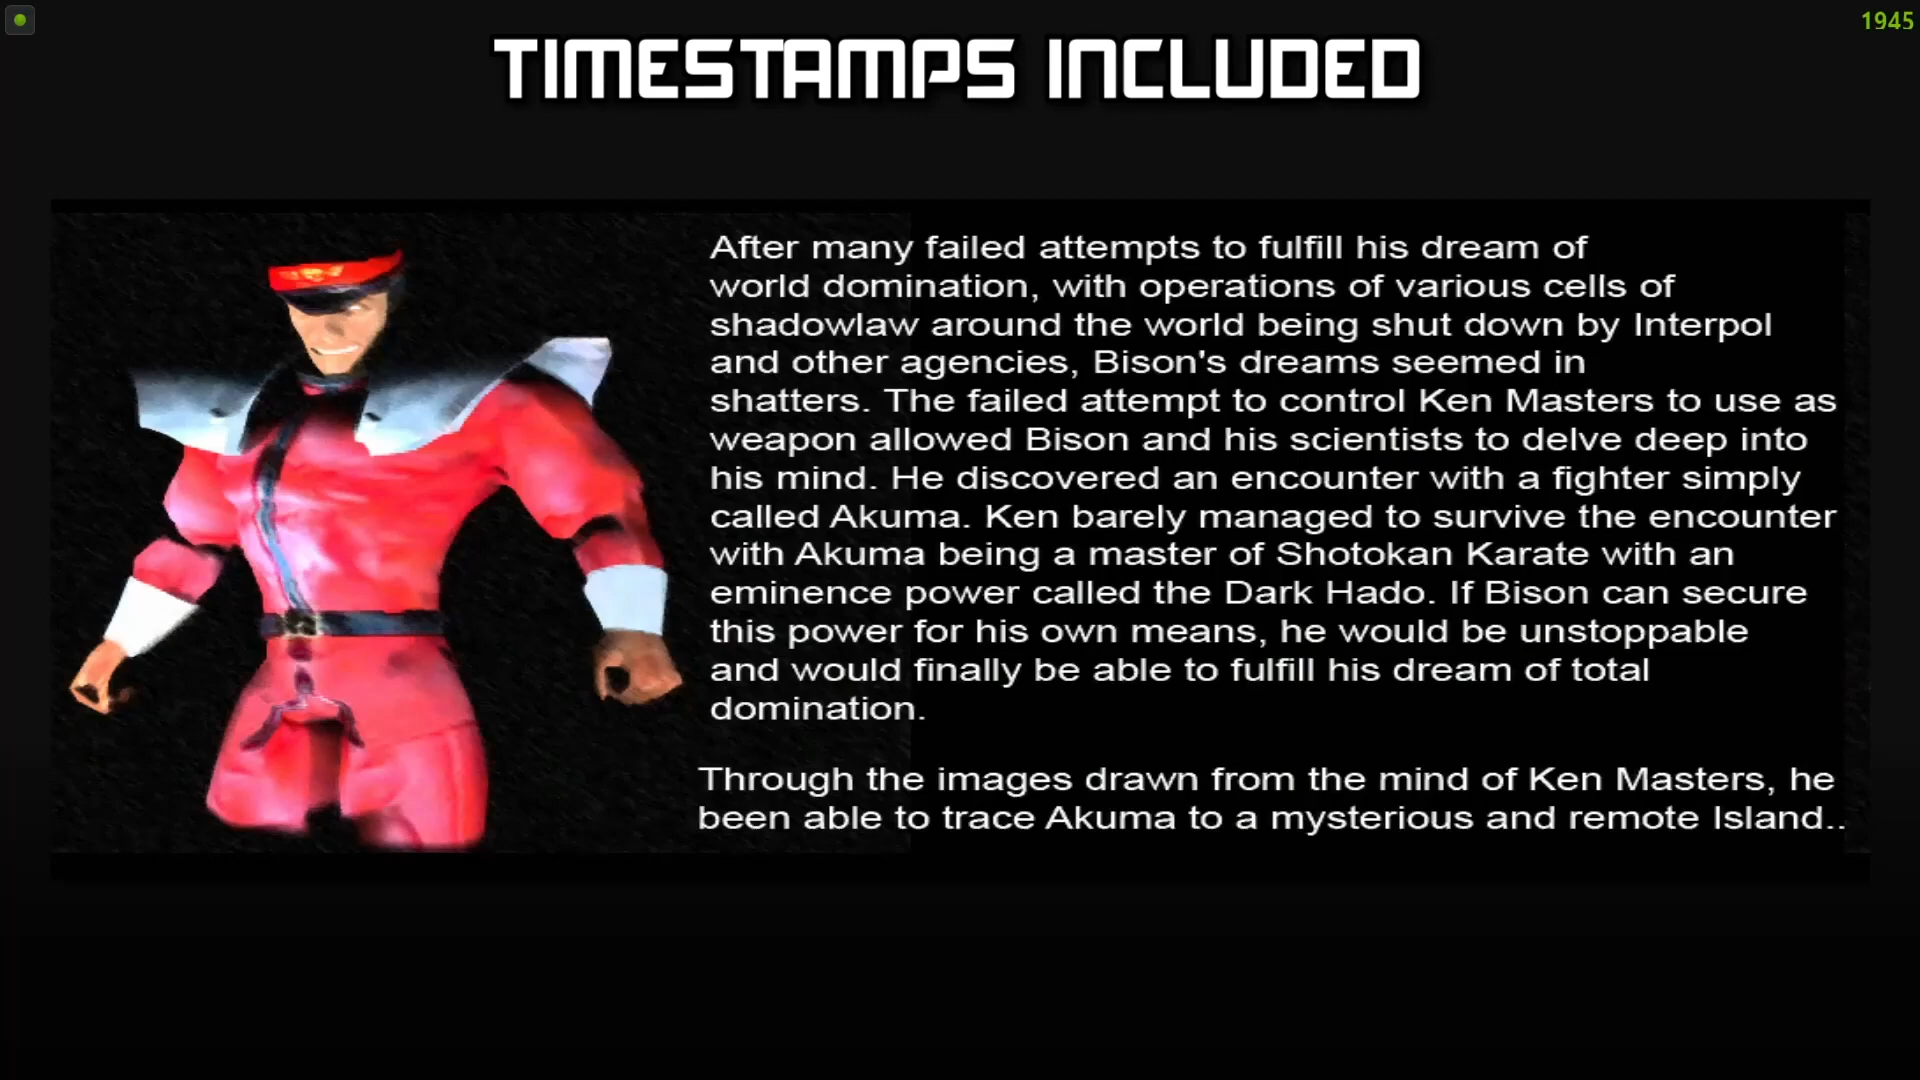 1945
TIMESTAMPS INCLUDED
After many failed attempts to fulfill his dream of
world domination, with operations of various cells of
shadowlaw around the world being shut down by Interpol
and other agencies, Bison's dreams seemed in
shatters. The failed attempt to control Ken Masters to use as
weapon allowed Bison and his scientists to delve deep into
his mind. He discovered an encounter with a fighter simply
called Akuma. Ken barely managed to survive the encounter
with Akuma being a master of Shotokan Karate with an
eminence power called the Dark Hado. If Bison can secure
this power for his own means, he would be unstoppable
and would finally be able to fulfill his dream of total
domination.
Through the images drawn from the mind of Ken Masters, he
been able to trace Akuma to a mysterious and remote Island..